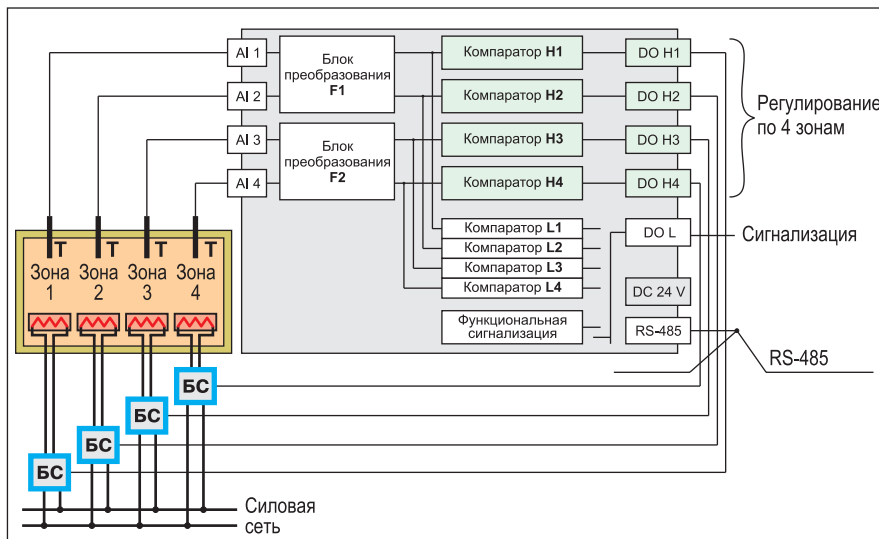 AI 1
AI 2
AI 3
AI 4
Блок
преобразования
F1
Блок
преобразования
F2
Компаратор H1
Компаратор H2
Компаратор H3
Компаратор H4
DO H1
DO H2
DO H3
DO H4
Регулирование
по 4 зонам
Компаратор L1
Компаратор L2
Компаратор L3
Компаратор L4
DO L
Сигнализация
DC 24 V
Функциональная
сигнализация
RS-485
RS-485
T
T
T
T
Зона
1
Зона
2
Зона
3
Зона
4
БС
БС
БС
БС
Силовая
сеть